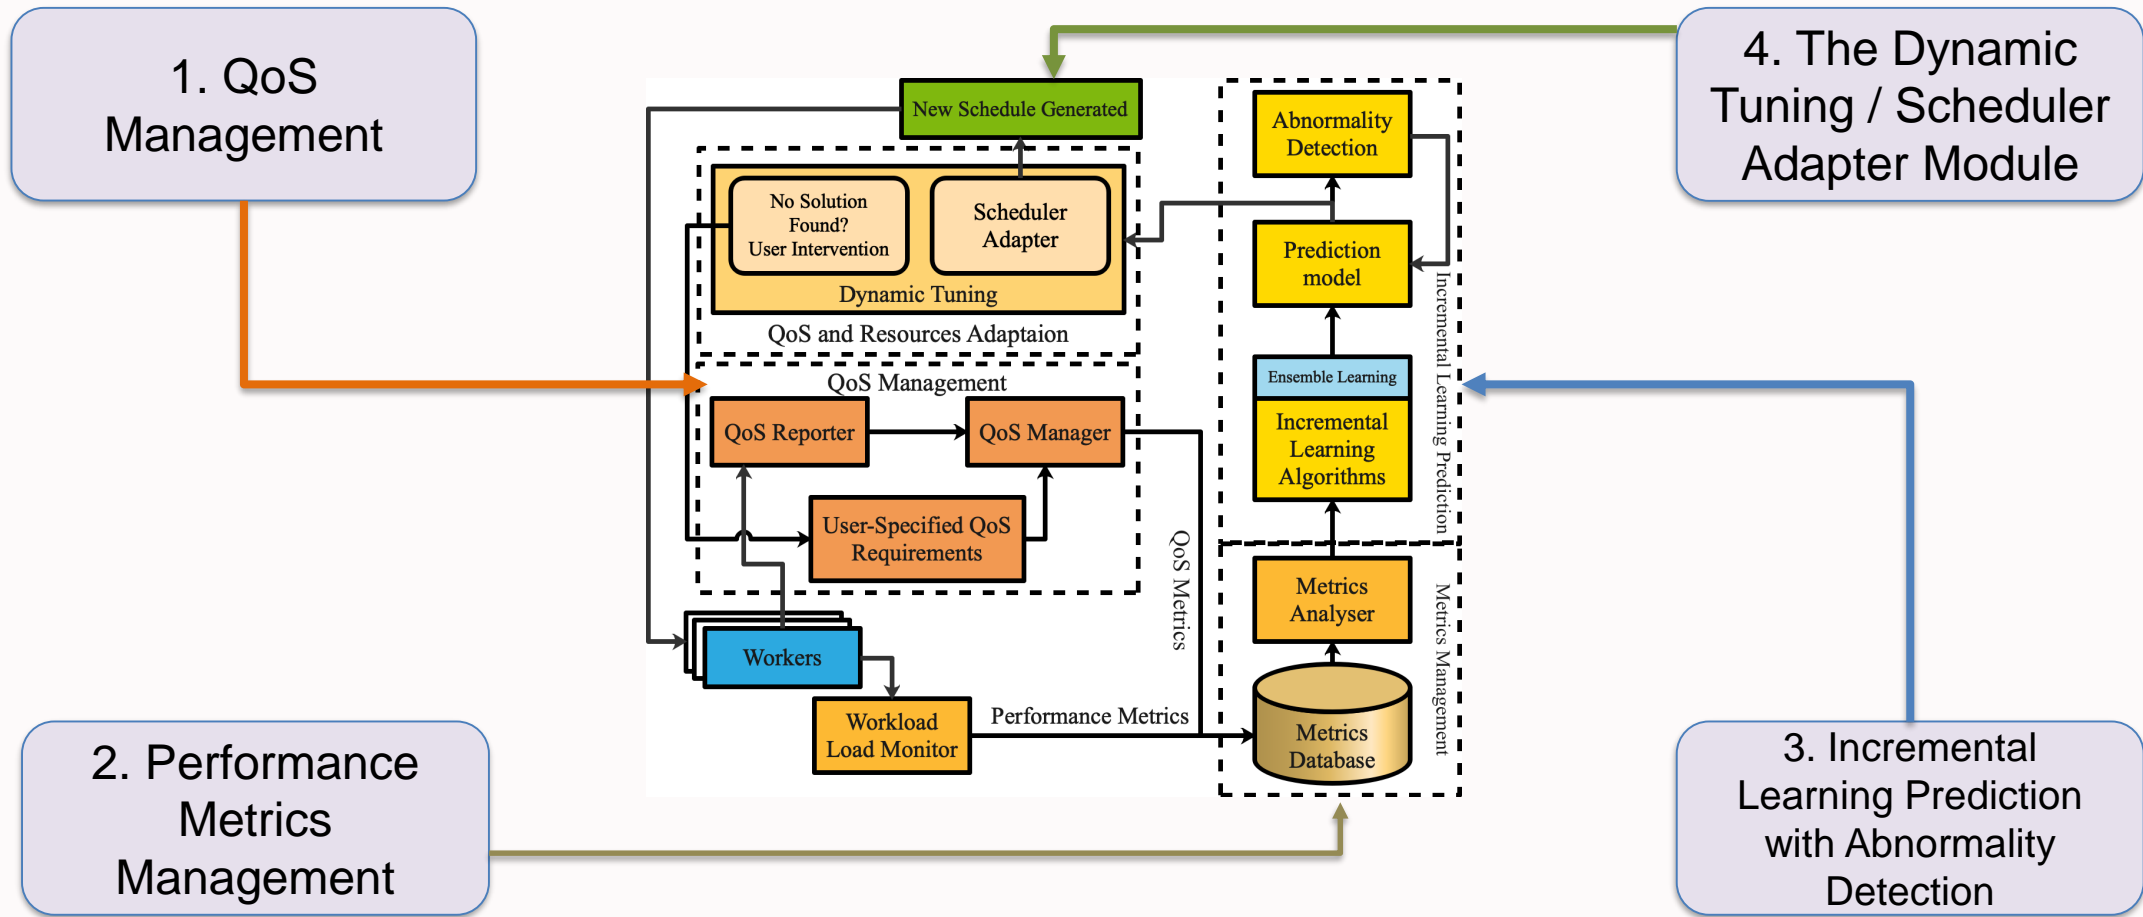 1. QoS
Management
4. The Dynamic
Tuning / Scheduler
Adapter Module
New Schedule Generated
No Solution
Found?
User Intervention
Scheduler
Adapter
Dynamic Tuning
QoS and Resources Adaptaion
QoS Management
QoS Reporter
QoS Manager
User-Specified QoS
Requirements
Workers
Workload
Load Monitor
Performance Metrics
QoS Metrics
Abnormality
Detection
Prediction
model
Ensemble Learning
Incremental
Learning
Algorithms
Incremental Learning Prediction
Metrics
Analyser
Metrics
Database
Metrics Management
2. Performance
Metrics
Management
3. Incremental
Learning Prediction
with Abnormality
Detection